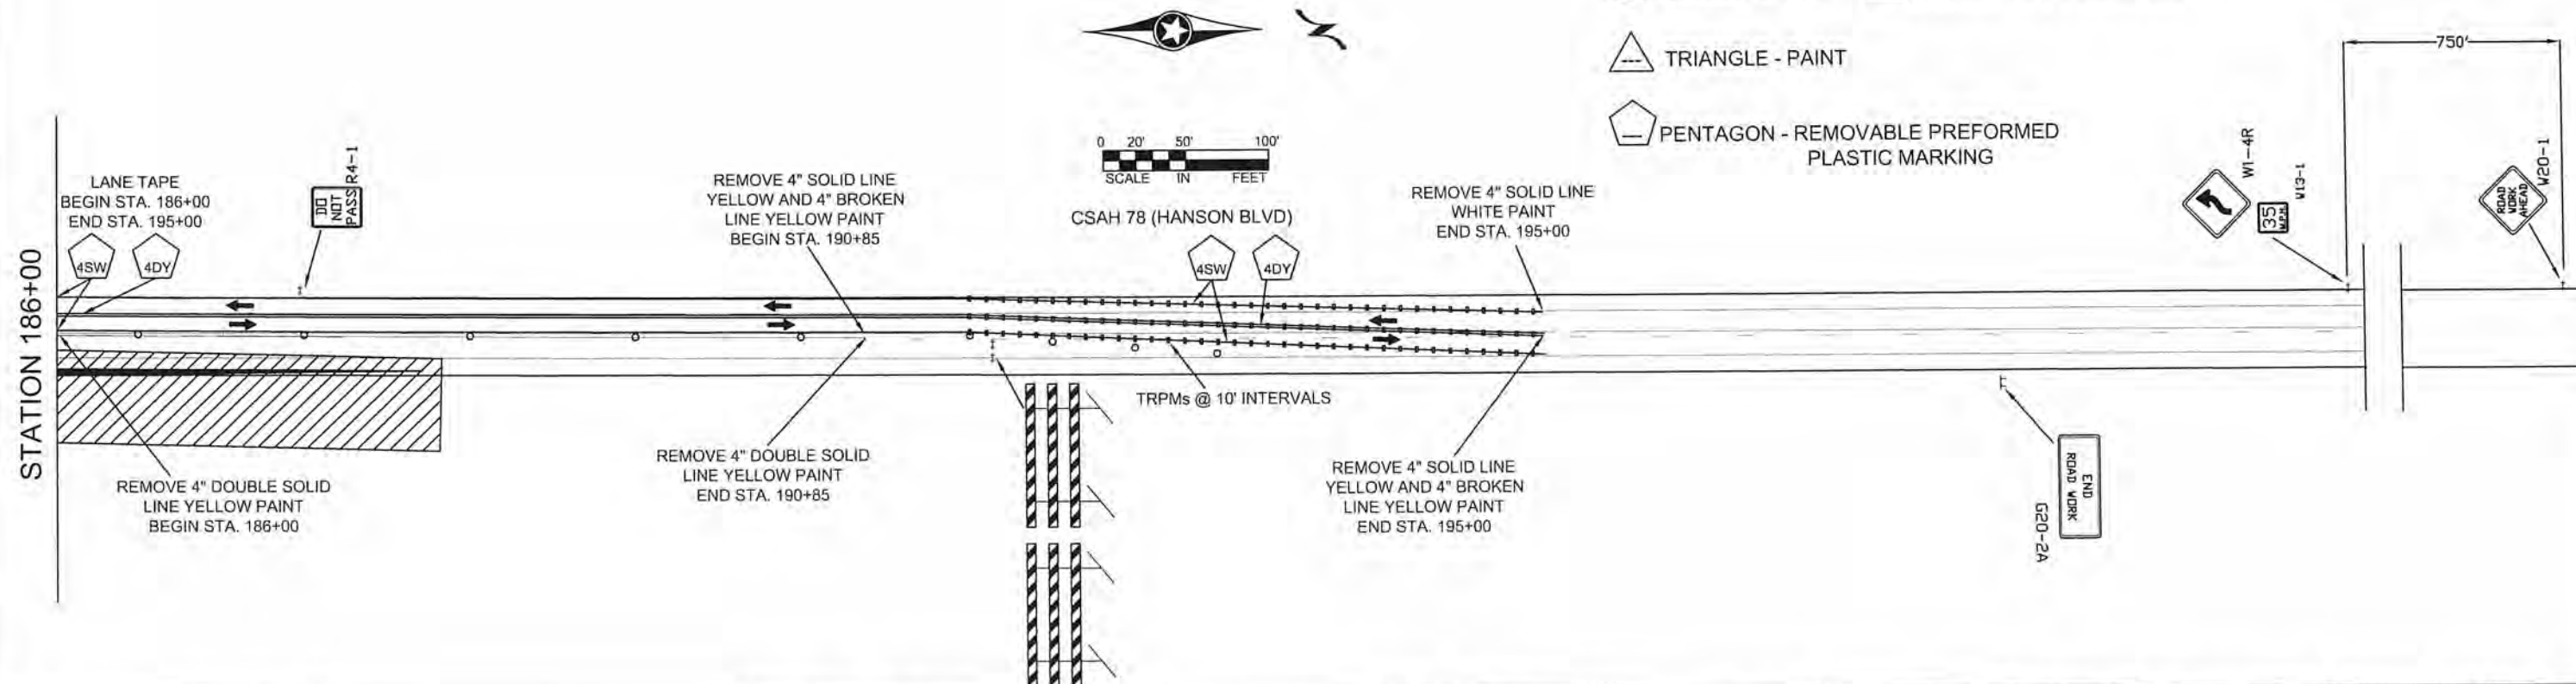 TRIANGLE - PAINT
PENTAGON - REMOVABLE PREFORMED
PLASTIC MARKING
750'
0 20' 50' 100'
SCALE IN FEET
CSAH 78 (HANSON BLVD)
STATION 186+00
LANE TAPE
BEGIN STA. 186+00
END STA. 195+00
4SW
4DY
DO
NOT
PASS
R4-1
REMOVE 4" SOLID LINE
YELLOW AND 4" BROKEN
LINE YELLOW PAINT
BEGIN STA. 190+85
4SW
4DY
REMOVE 4" SOLID LINE
WHITE PAINT
END STA. 195+00
W1-4R
35
M.P.H.
W13-1
ROAD
WORK
AHEAD
W20-1
REMOVE 4" DOUBLE SOLID
LINE YELLOW PAINT
BEGIN STA. 186+00
REMOVE 4" DOUBLE SOLID
LINE YELLOW PAINT
END STA. 190+85
TRPMs @ 10' INTERVALS
REMOVE 4" SOLID LINE
YELLOW AND 4" BROKEN
LINE YELLOW PAINT
END STA. 195+00
END
ROAD WORK
G20-2A